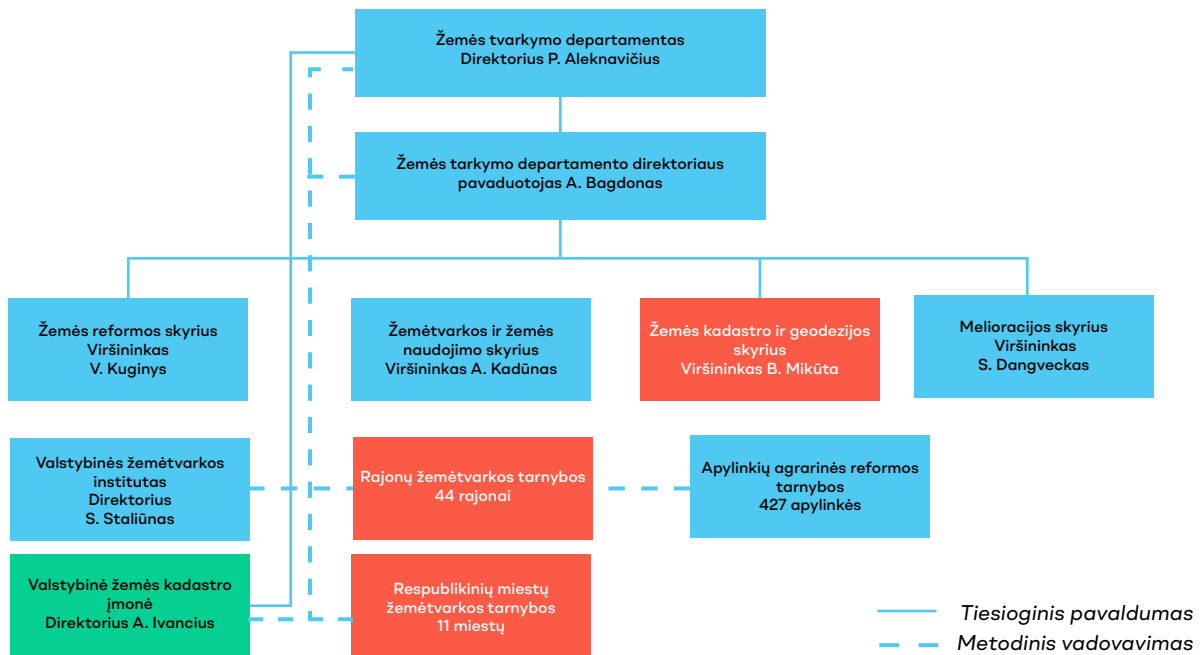 Žemės tvarkymo departamentas
Direktorius P. Aleknavičius
Žemės tarkymo departamento direktoriaus
pavaduotojas A. Bagdonas
Žemės reformos skyrius
Viršininkas
V. Kuginys
Žemėtvarkos ir žemės
naudojimo skyrius
Viršininkas A. Kadūnas
Žemės kadastro ir geodezijos
skyrius
Viršininkas B. Mikūta
Melioracijos skyrius
Viršininkas
S. Dangveckas
Valstybinės žemėtvarkos
institutas
Direktorius
S. Staliūnas
Rajonų žemėtvarkos tarnybos
44 rajonai
Apylinkių agrarinės reformos
tarnybos
427 apylinkės
Valstybinė žemės kadastro
įmonė
Direktorius A. Ivancius
Respublikinių miestų
žemėtvarkos tarnybos
11 miestų
Tiesioginis pavaldumas
Metodinis vadovavimas